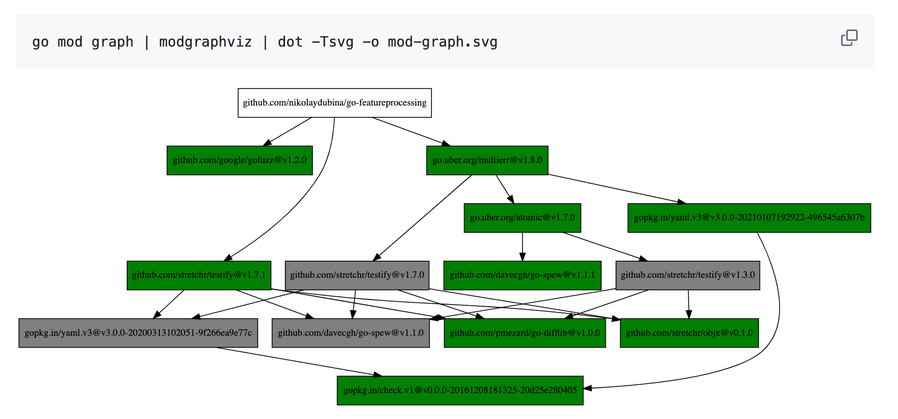 go mod graph | modgraphviz | dot -Tsvg -o mod-graph.svg
github.com/nikolaydubina/go-featureprocessing
github.com/google/gofuzz@v1.2.0
go.uber.org/multierr@v1.8.0
go.uber.org/atomic@v1.7.0
gopkg.in/yaml.v3@v3.0.0-20210107192922-496545a6307b
github.com/stretchr/testify@v1.7.1
github.com/stretchr/testify@v1.7.0
github.com/davecgh/go-spew@v1.1.1
github.com/stretchr/testify@v1.3.0
gopkg.in/yaml.v3@v3.0.0-20200313102051-9f266ea9e77c
github.com/davecgh/go-spew@v1.1.0
github.com/pmezard/go-difflib@v1.0.0
github.com/stretchr/objx@v0.1.0
gopkg.in/check.v1@v0.0.0-20161208181325-20d25e280405